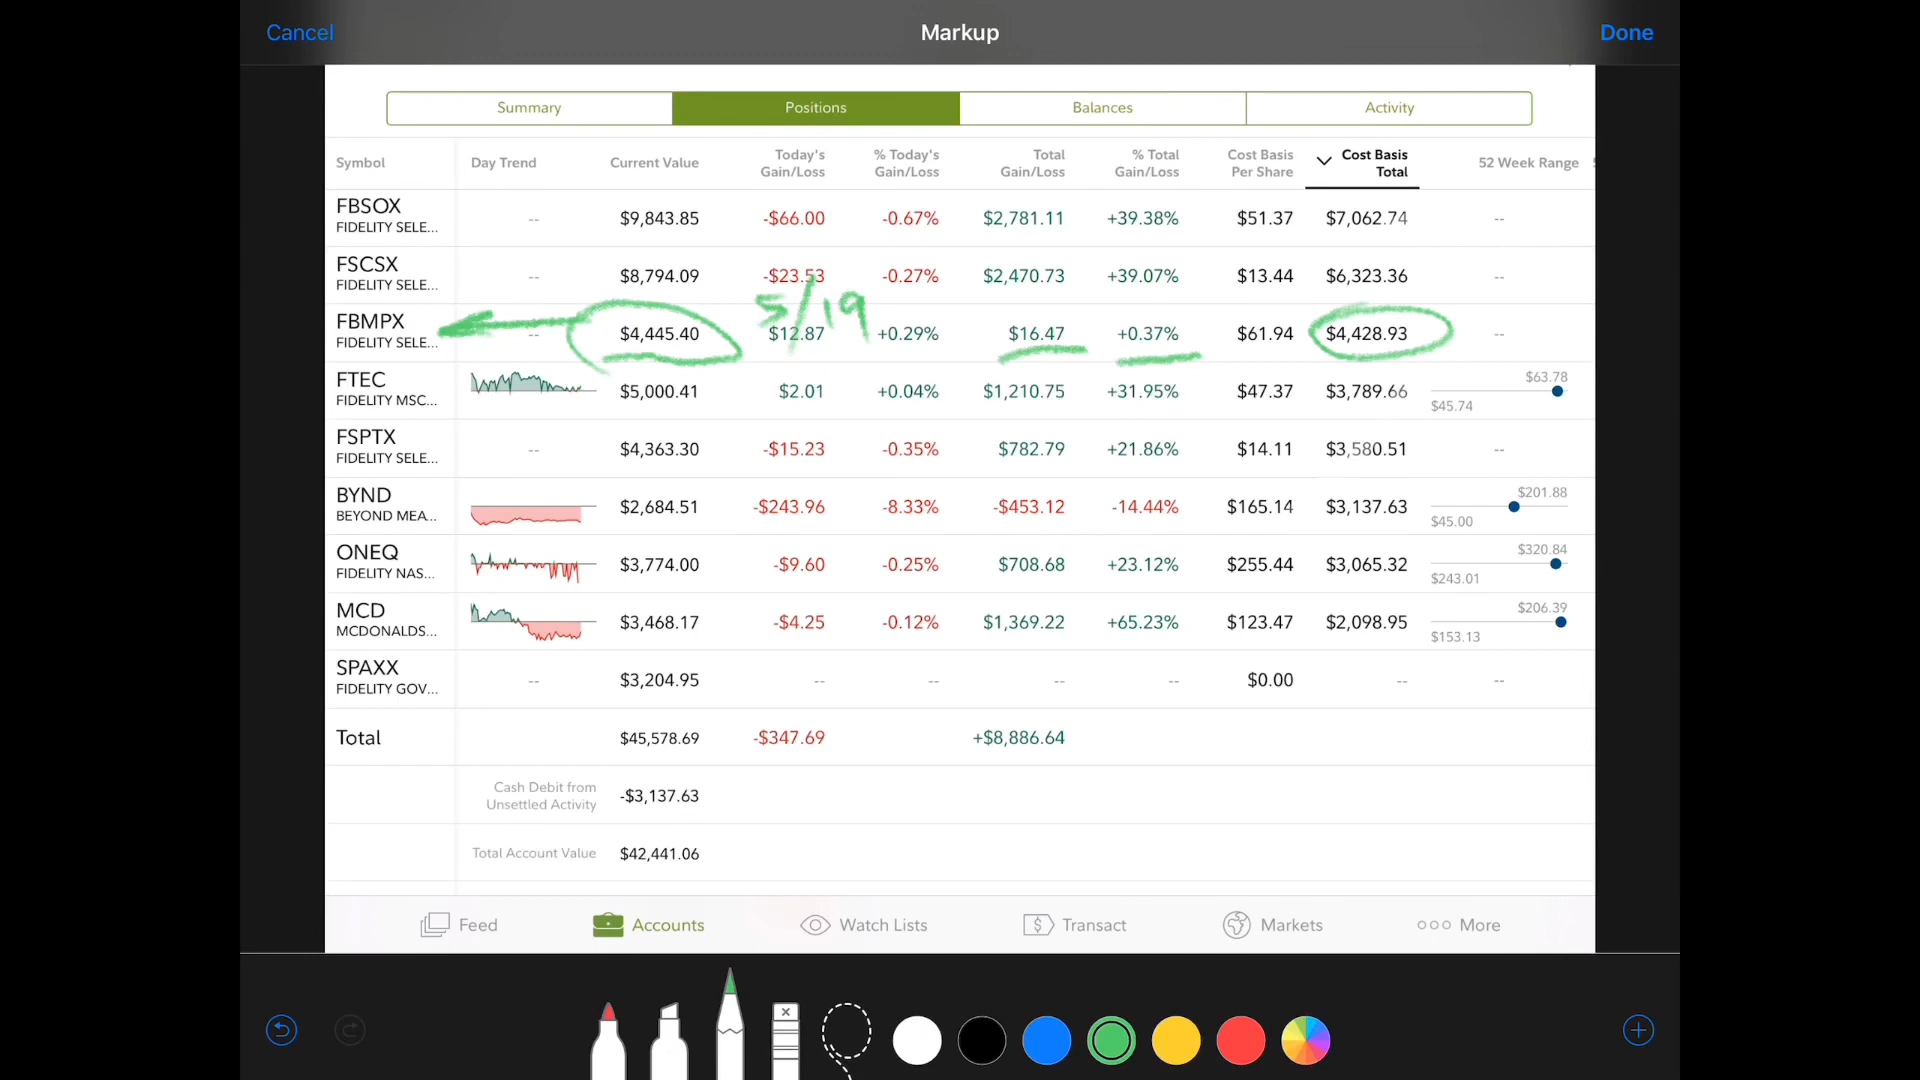 Cancel Markup Done
Summary Positions Balances Activity
Symbol Day Trend Current Value Today's Gain/Loss % Today's Gain/Loss Total Gain/Loss % Total Gain/Loss Cost Basis Per Share Cost Basis Total 52 Week Range
FBSOX -- $9,843.85 -$66.00 -0.67% $2,781.11 +39.38% $51.37 $7,062.74 --
FIDELITY SELE...
FSCSX -- $8,794.09 -$23.53 -0.27% $2,470.73 +39.07% $13.44 $6,323.36 --
FIDELITY SELE...
5/19
FBMPX -- $4,445.40 $12.87 +0.29% $16.47 +0.37% $61.94 $4,428.93 --
FIDELITY SELE...
FTEC $5,000.41 $2.01 +0.04% $1,210.75 +31.95% $47.37 $3,789.66 $63.78
FIDELITY MSC... $45.74
FSPTX -- $4,363.30 -$15.23 -0.35% $782.79 +21.86% $14.11 $3,580.51 --
FIDELITY SELE...
BYND $2,684.51 -$243.96 -8.33% -$453.12 -14.44% $165.14 $3,137.63 $201.88
BEYOND MEA... $45.00
ONEQ $3,774.00 -$9.60 -0.25% $708.68 +23.12% $255.44 $3,065.32 $320.84
FIDELITY NAS... $243.01
MCD $3,468.17 -$4.25 -0.12% $1,369.22 +65.23% $123.47 $2,098.95 $206.39
MCDONALDS... $153.13
SPAXX -- $3,204.95 -- -- -- -- $0.00 -- --
FIDELITY GOV...
Total $45,578.69 -$347.69 +$8,886.64
Cash Debit from Unsettled Activity -$3,137.63
Total Account Value $42,441.06
Feed Accounts Watch Lists Transact Markets More